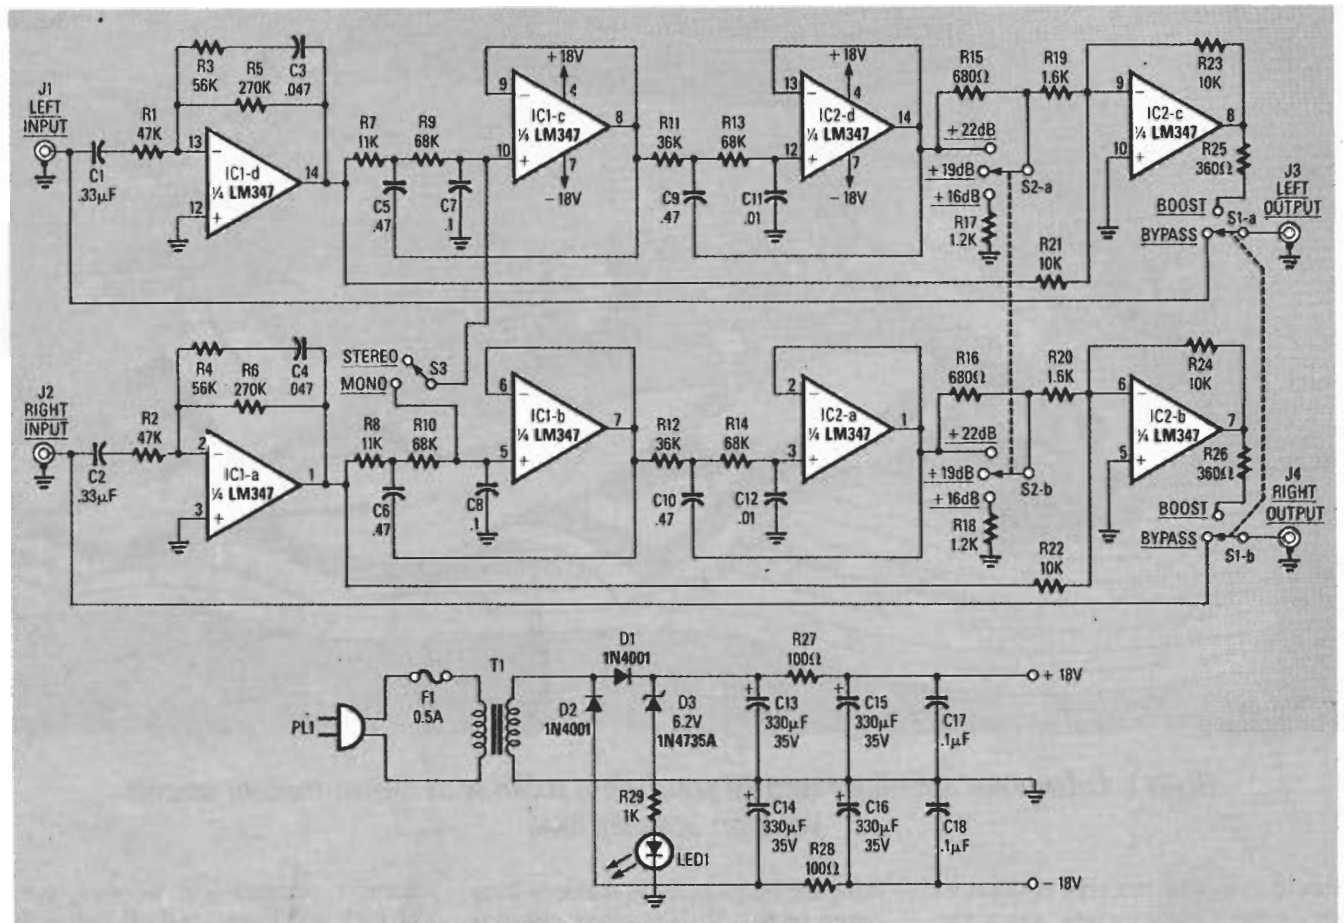 J1
LEFT
INPUT
C1
.33μF
R1
47K
R3
56K
R5
270K
C3
.047
13
12
IC1-d
¼ LM347
14
R7
11K
R9
68K
C5
.47
C7
.1
9
10
+18V
4
IC1-c
¼ LM347
7
−18V
8
R11
36K
R13
68K
C9
.47
C11
.01
13
12
+18V
4
IC2-d
¼ LM347
7
−18V
14
R15
680Ω
+22dB
+19dB
+16dB
R17
1.2K
S2-a
R19
1.6K
R21
10K
9
10
IC2-c
¼ LM347
8
R23
10K
R25
360Ω
BOOST
BYPASS
S1-a
J3
LEFT
OUTPUT
J2
RIGHT
INPUT
C2
.33μF
R2
47K
R4
56K
R6
270K
C4
047
2
3
IC1-a
¼ LM347
1
STEREO
MONO
S3
R8
11K
R10
68K
C6
.47
C8
.1
6
5
IC1-b
¼ LM347
7
R12
36K
R14
68K
C10
.47
C12
.01
2
3
IC2-a
¼ LM347
1
R16
680Ω
+22dB
+19dB
+16dB
R18
1.2K
S2-b
R20
1.6K
R22
10K
6
5
IC2-b
¼ LM347
7
R24
10K
R26
360Ω
BOOST
BYPASS
S1-b
J4
RIGHT
OUTPUT
PL1
F1
0.5A
T1
D1
1N4001
D2
1N4001
D3
6.2V
1N4735A
R29
1K
LED1
R27
100Ω
C13
330μF
35V
C15
330μF
35V
C17
.1μF
+18V
C14
330μF
35V
C16
330μF
35V
C18
.1μF
R28
100Ω
−18V